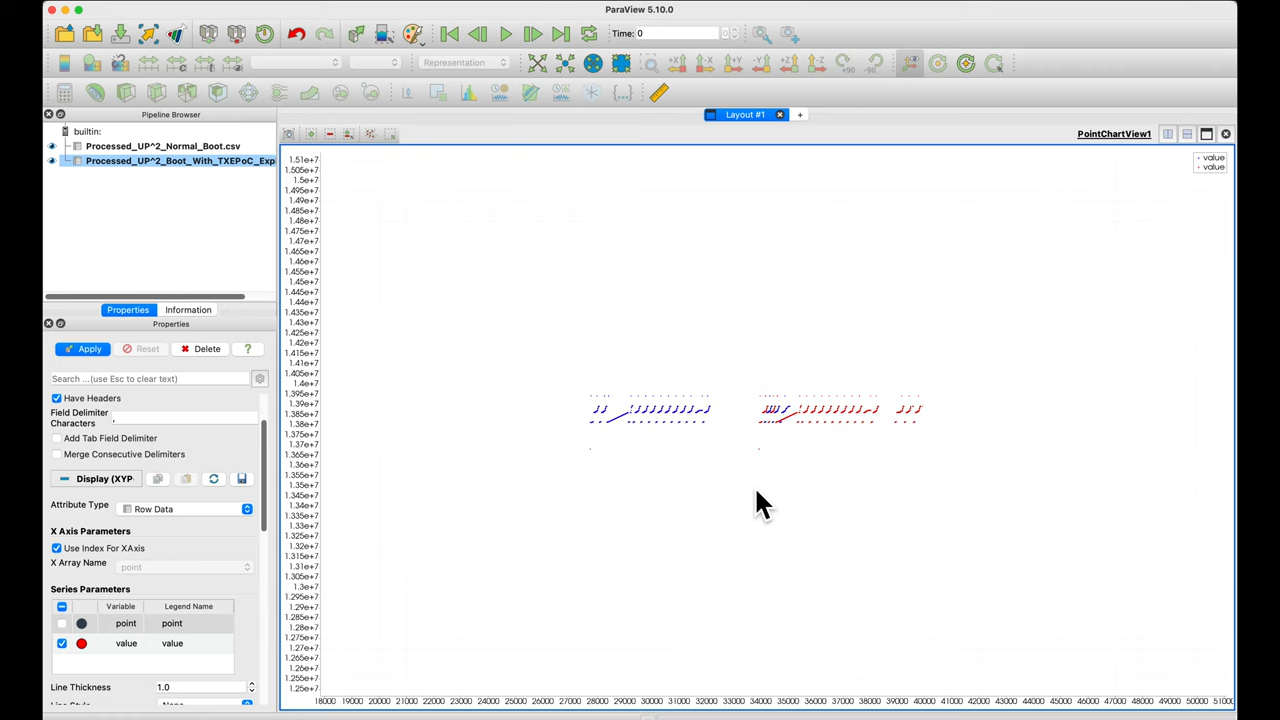 ParaView 5.10.0
Time: 0
0
Representation
+X -X +Y -Y +Z -Z +90 -90
Pipeline Browser
Layout #1
+
builtin:
Processed_UP^2_Normal_Boot.csv
Processed_UP^2_Boot_With_TXEPoC_Exp
PointChartView1
Properties
Information
Properties
Apply
Reset
Delete
?
Search ...(use Esc to clear text)
Have Headers
Field Delimiter
Characters
,
Add Tab Field Delimiter
Merge Consecutive Delimiters
Display (XYP
Attribute Type
Row Data
X Axis Parameters
Use Index For XAxis
X Array Name
point
Series Parameters
Variable
Legend Name
point
point
value
value
Line Thickness
1.0
value
value
1.51e+7
1.505e+7
1.5e+7
1.495e+7
1.49e+7
1.485e+7
1.48e+7
1.475e+7
1.47e+7
1.465e+7
1.46e+7
1.455e+7
1.45e+7
1.445e+7
1.44e+7
1.435e+7
1.43e+7
1.425e+7
1.42e+7
1.415e+7
1.41e+7
1.405e+7
1.4e+7
1.395e+7
1.39e+7
1.385e+7
1.38e+7
1.37e+7
1.365e+7
1.36e+7
1.355e+7
1.35e+7
1.345e+7
1.34e+7
1.335e+7
1.33e+7
1.325e+7
1.32e+7
1.315e+7
1.31e+7
1.305e+7
1.3e+7
1.295e+7
1.29e+7
1.285e+7
1.28e+7
1.275e+7
1.27e+7
1.265e+7
1.26e+7
1.255e+7
1.25e+7
18000 19000 20000 21000 22000 23000 24000 25000 26000 27000 28000 29000 30000 31000 32000 33000 34000 35000 36000 37000 38000 39000 40000 41000 42000 43000 44000 45000 46000 47000 48000 49000 50000 5100